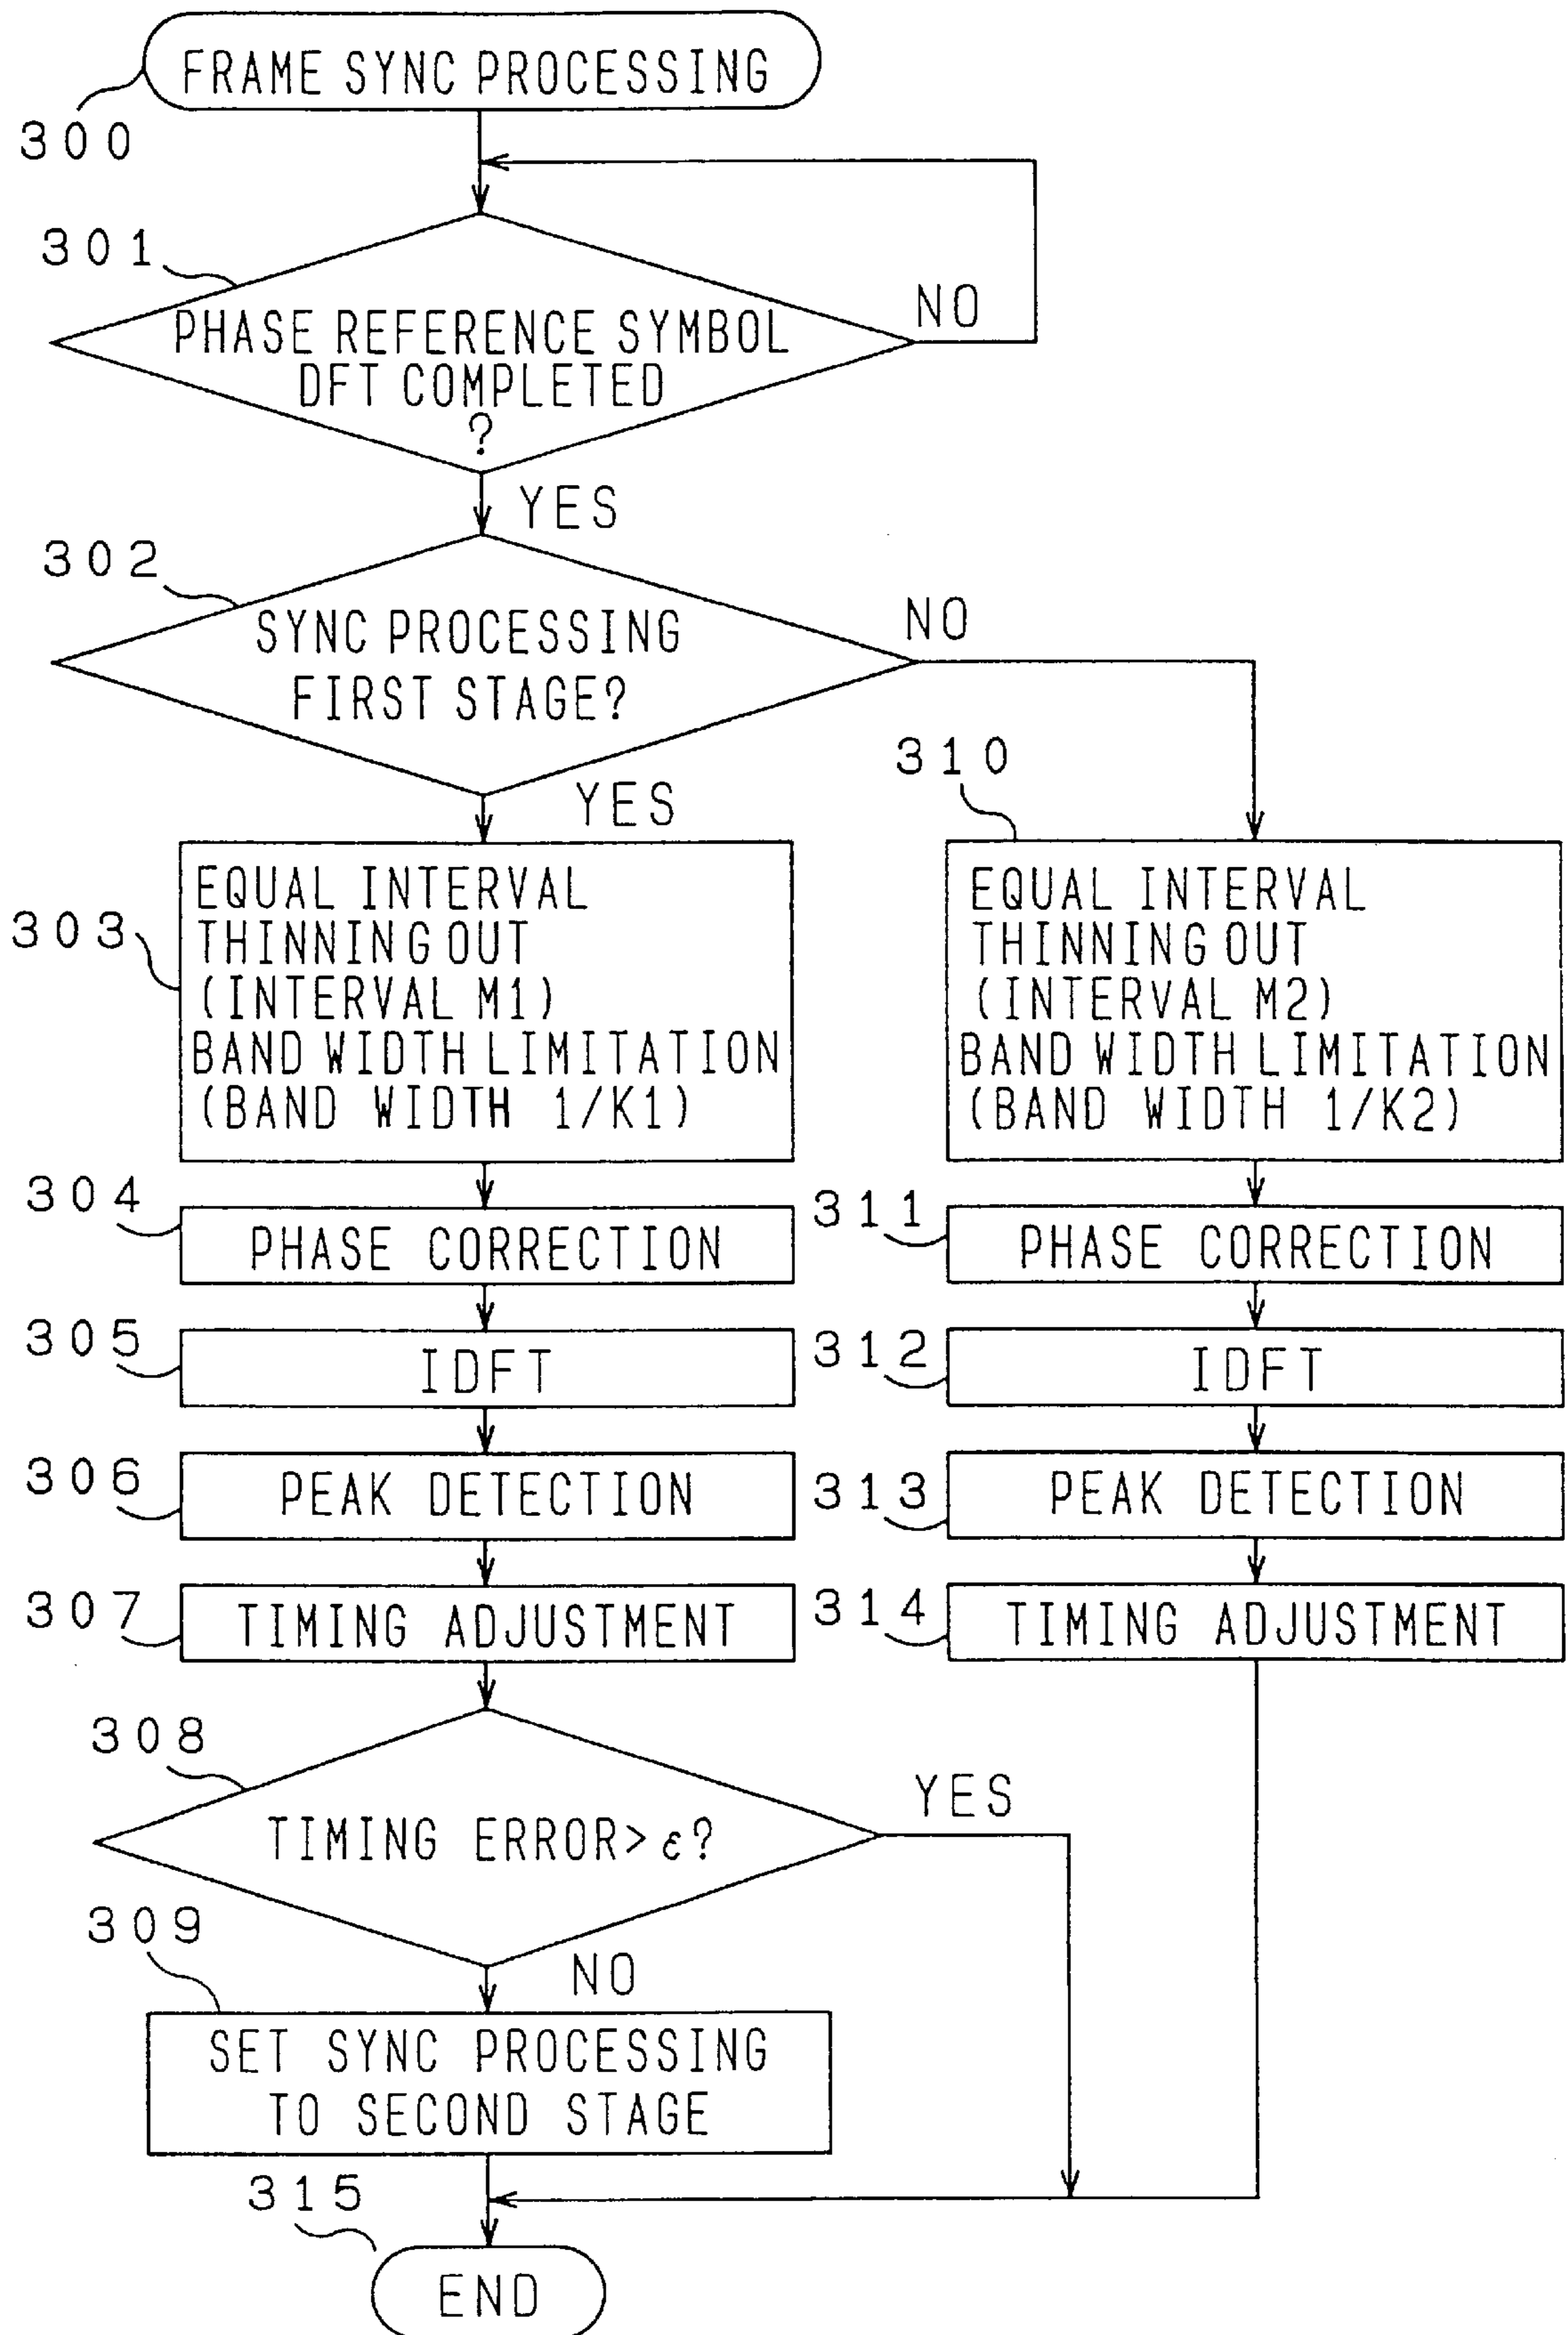 FRAME SYNC PROCESSING
300
301
PHASE REFERENCE SYMBOL
DFT COMPLETED
?
NO
YES
302
SYNC PROCESSING
FIRST STAGE?
NO
YES
303
EQUAL INTERVAL
THINNING OUT
(INTERVAL M1)
BAND WIDTH LIMITATION
(BAND WIDTH 1/K1)
310
EQUAL INTERVAL
THINNING OUT
(INTERVAL M2)
BAND WIDTH LIMITATION
(BAND WIDTH 1/K2)
304
PHASE CORRECTION
311
PHASE CORRECTION
305
IDFT
312
IDFT
306
PEAK DETECTION
313
PEAK DETECTION
307
TIMING ADJUSTMENT
314
TIMING ADJUSTMENT
308
TIMING ERROR> ε?
YES
NO
309
SET SYNC PROCESSING
TO SECOND STAGE
315
END